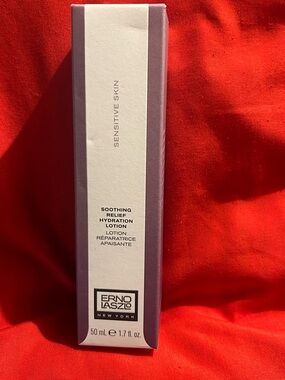 SENSITIVE SKIN
SOOTHING
RELIEF
HYDRATION
LOTION
LOTION
RÉPARATRICE
APAISANTE
ERNO
LASZLO
NEW YORK
50 mL ℮ 1.7 fl. oz.